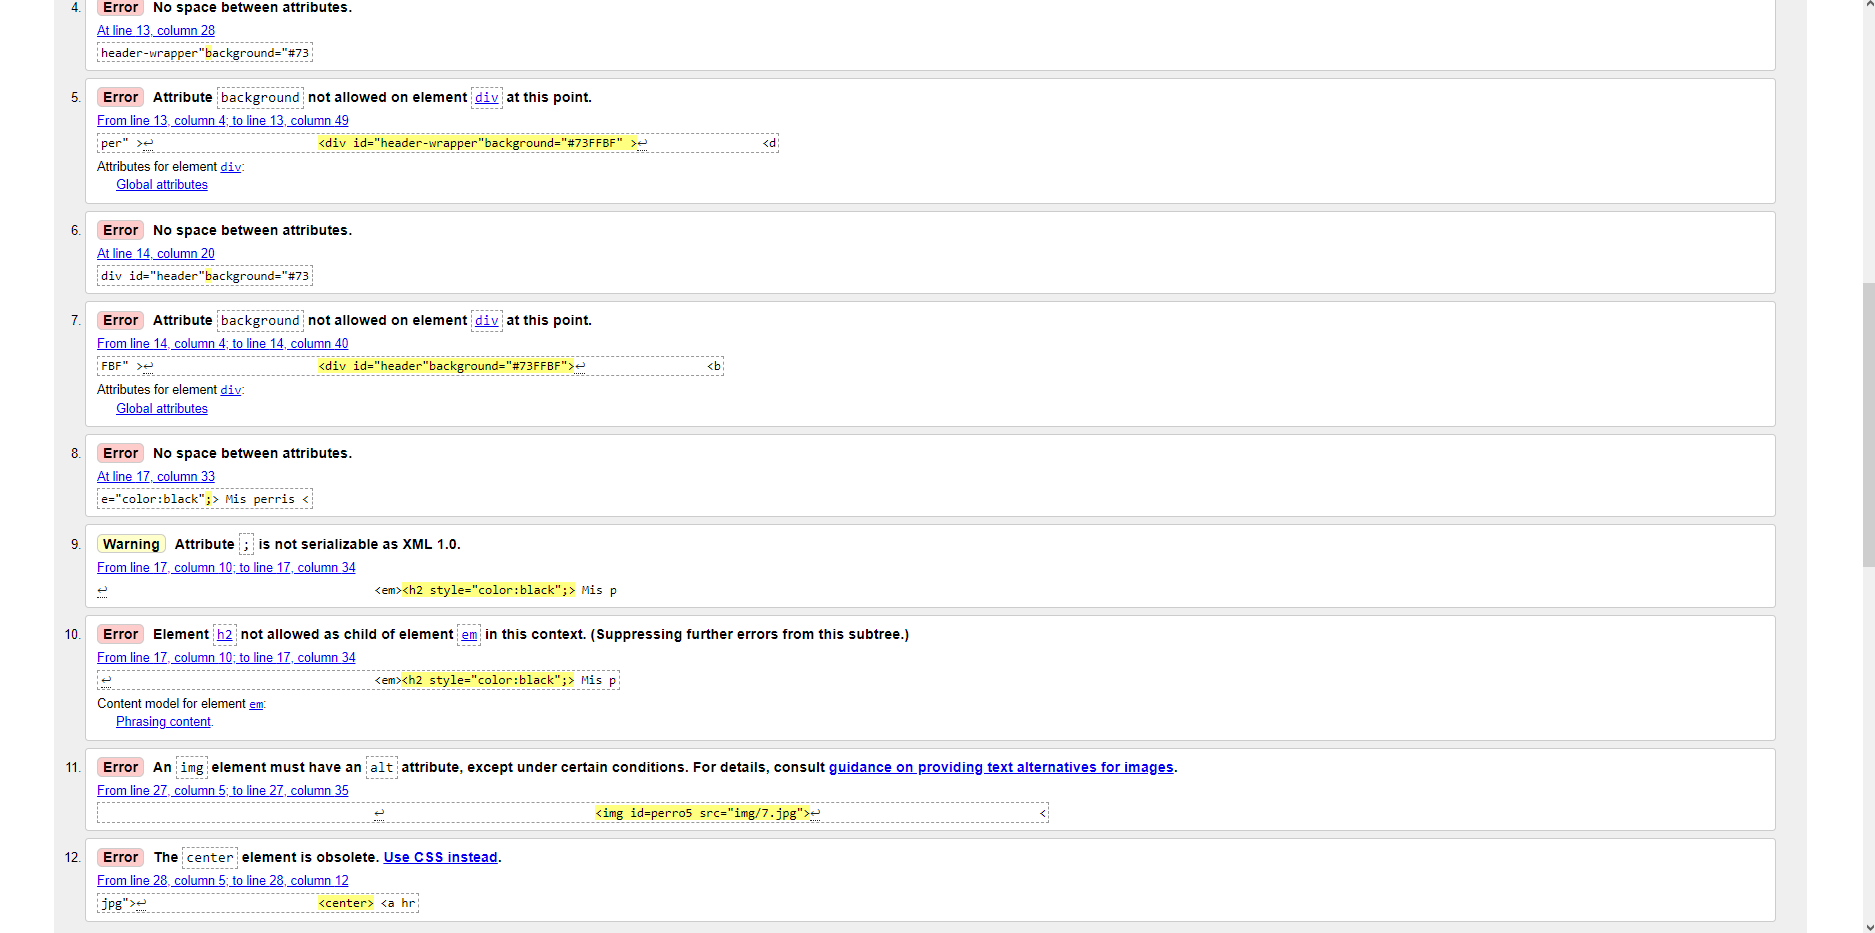 4. Error No space between attributes.
At line 13, column 28
header-wrapper"background="#73
5. Error Attribute background not allowed on element div at this point.
From line 13, column 4; to line 13, column 49
per" >↩ <div id="header-wrapper"background="#73FFBF" >↩ <d
Attributes for element div:
Global attributes
6. Error No space between attributes.
At line 14, column 20
div id="header"background="#73
7. Error Attribute background not allowed on element div at this point.
From line 14, column 4; to line 14, column 40
FBF" >↩ <div id="header"background="#73FFBF">↩ <b
Attributes for element div:
Global attributes
8. Error No space between attributes.
At line 17, column 33
e="color:black";> Mis perris <
9. Warning Attribute ; is not serializable as XML 1.0.
From line 17, column 10; to line 17, column 34
↩ <em><h2 style="color:black";> Mis p
10. Error Element h2 not allowed as child of element em in this context. (Suppressing further errors from this subtree.)
From line 17, column 10; to line 17, column 34
↩ <em><h2 style="color:black";> Mis p
Content model for element em:
Phrasing content.
11. Error An img element must have an alt attribute, except under certain conditions. For details, consult guidance on providing text alternatives for images.
From line 27, column 5; to line 27, column 35
↩ <img id=perro5 src="img/7.jpg">↩ <
12. Error The center element is obsolete. Use CSS instead.
From line 28, column 5; to line 28, column 12
jpg">↩ <center> <a hr